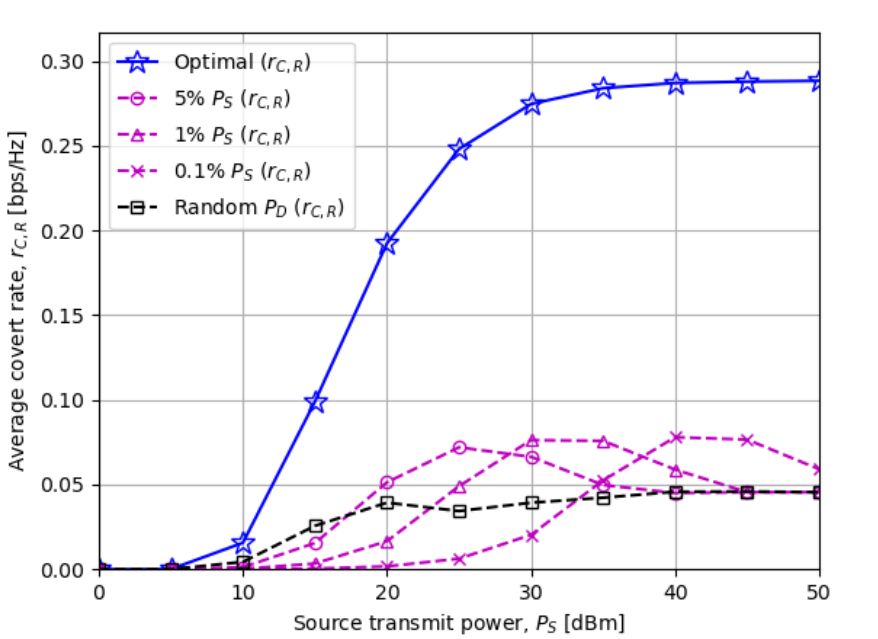 Optimal (r_{C,R})
5% P_S (r_{C,R})
1% P_S (r_{C,R})
0.1% P_S (r_{C,R})
Random P_D (r_{C,R})
Average covert rate, r_{C,R} [bps/Hz]
0.30
0.25
0.20
0.15
0.10
0.05
0.00
0 10 20 30 40 50
Source transmit power, P_S [dBm]